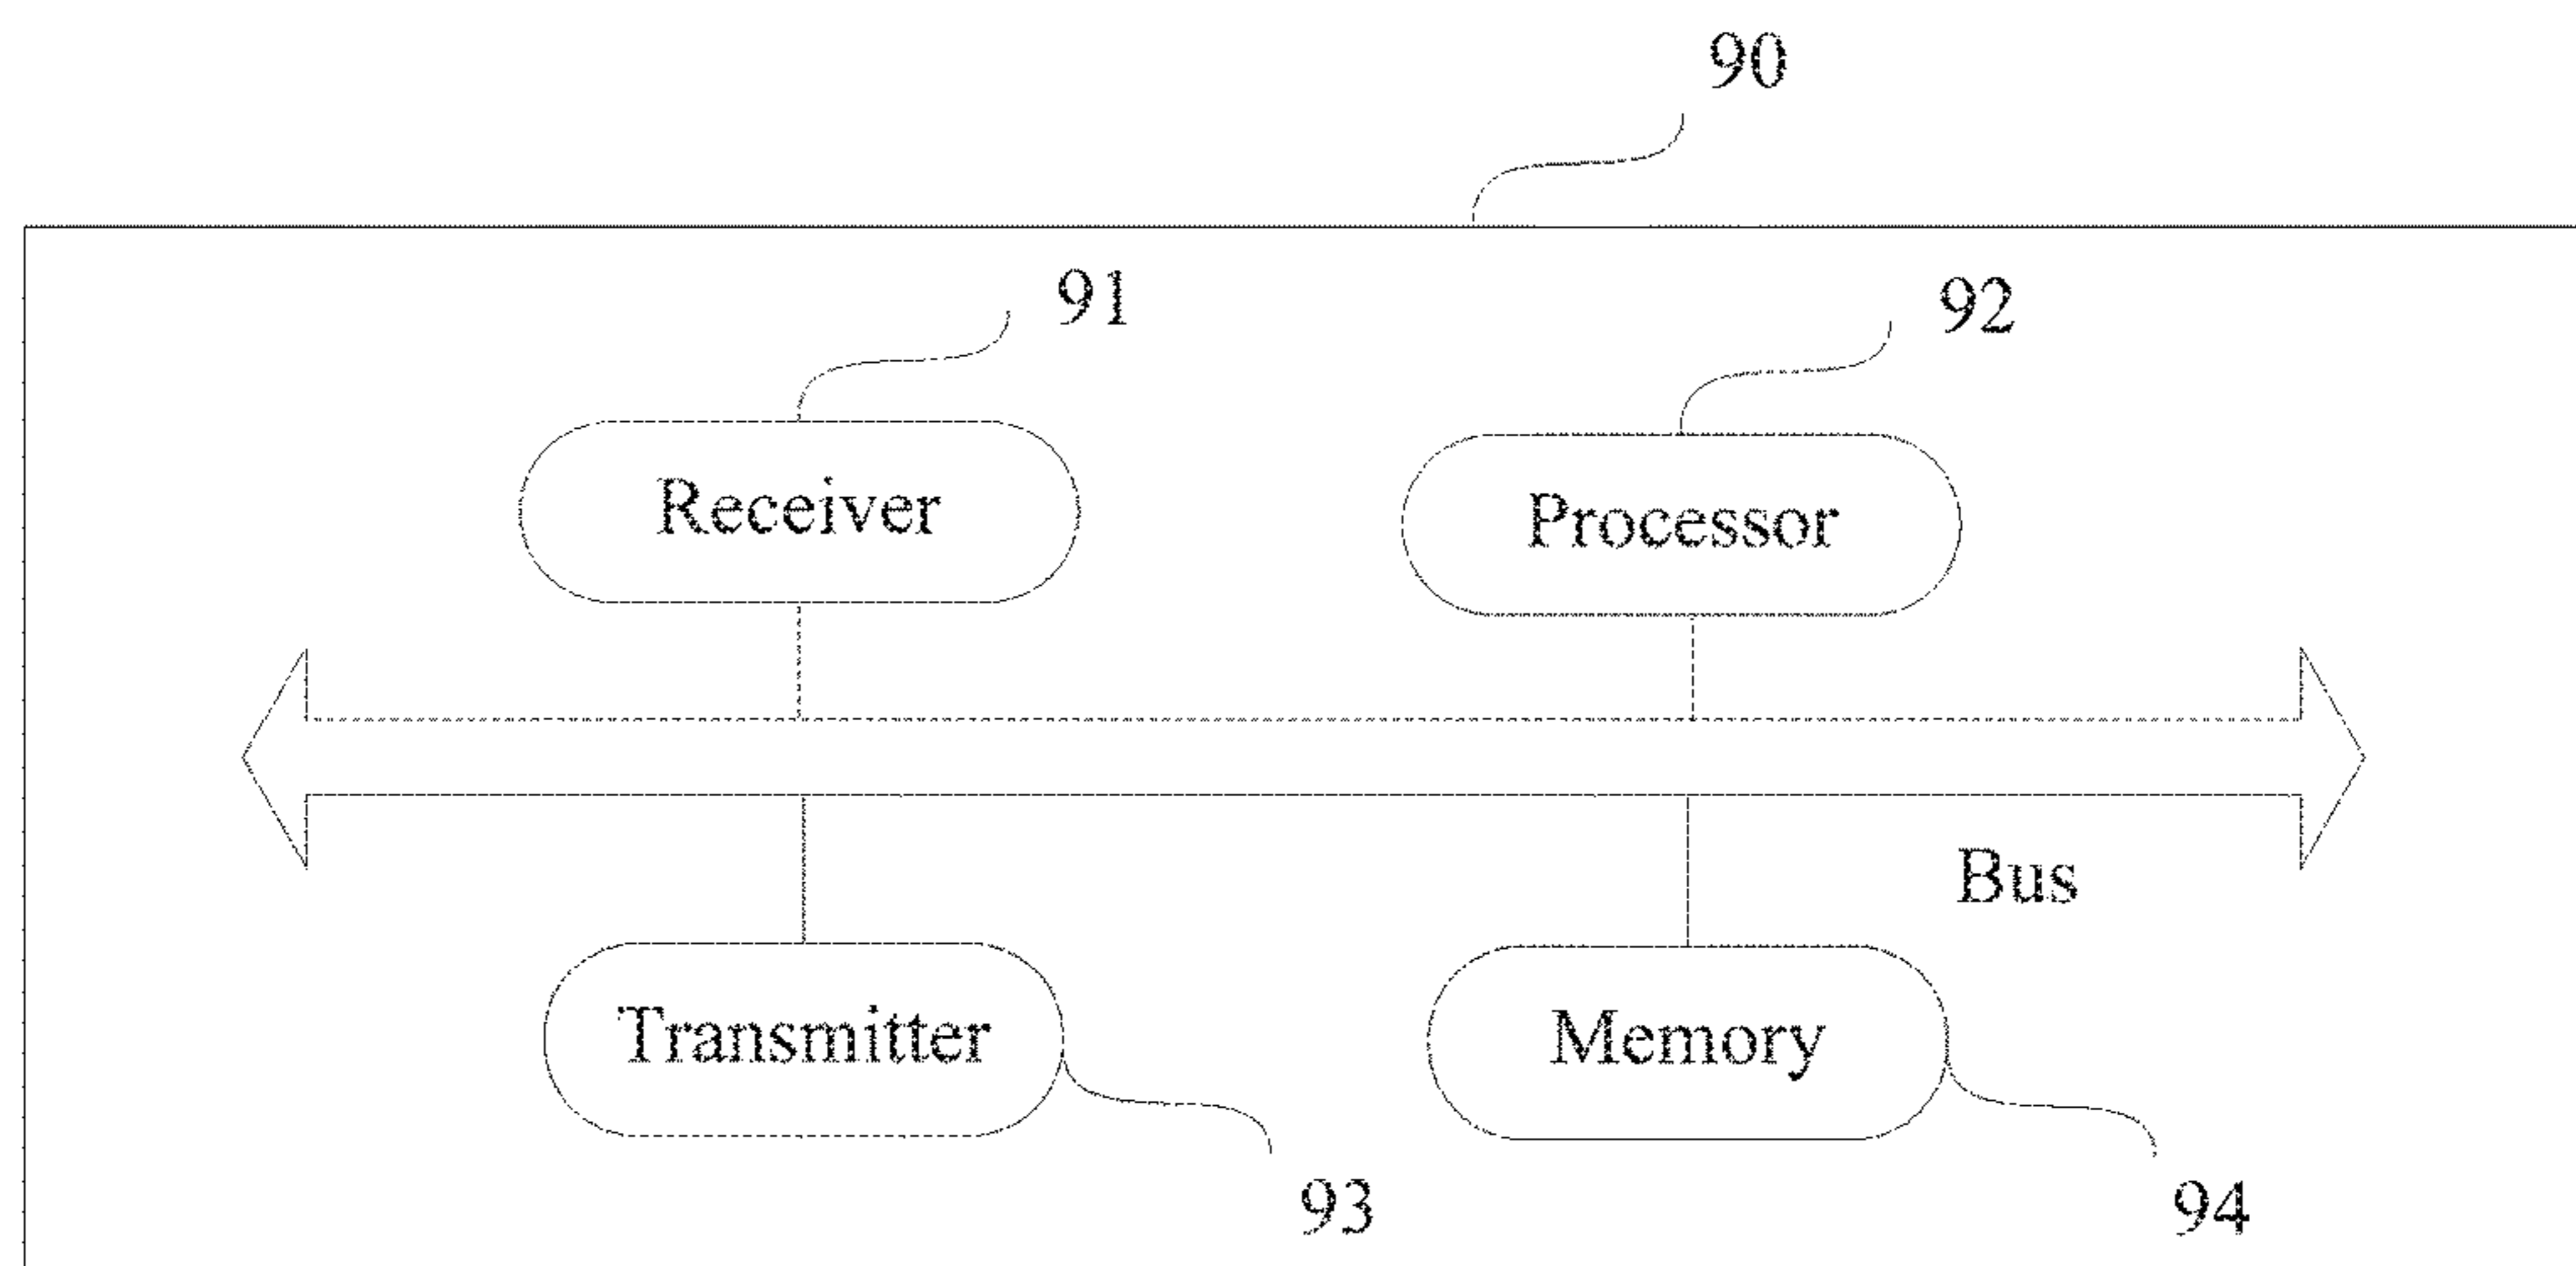 90
91
92
Receiver
Processor
Bus
Transmitter
Memory
93
94